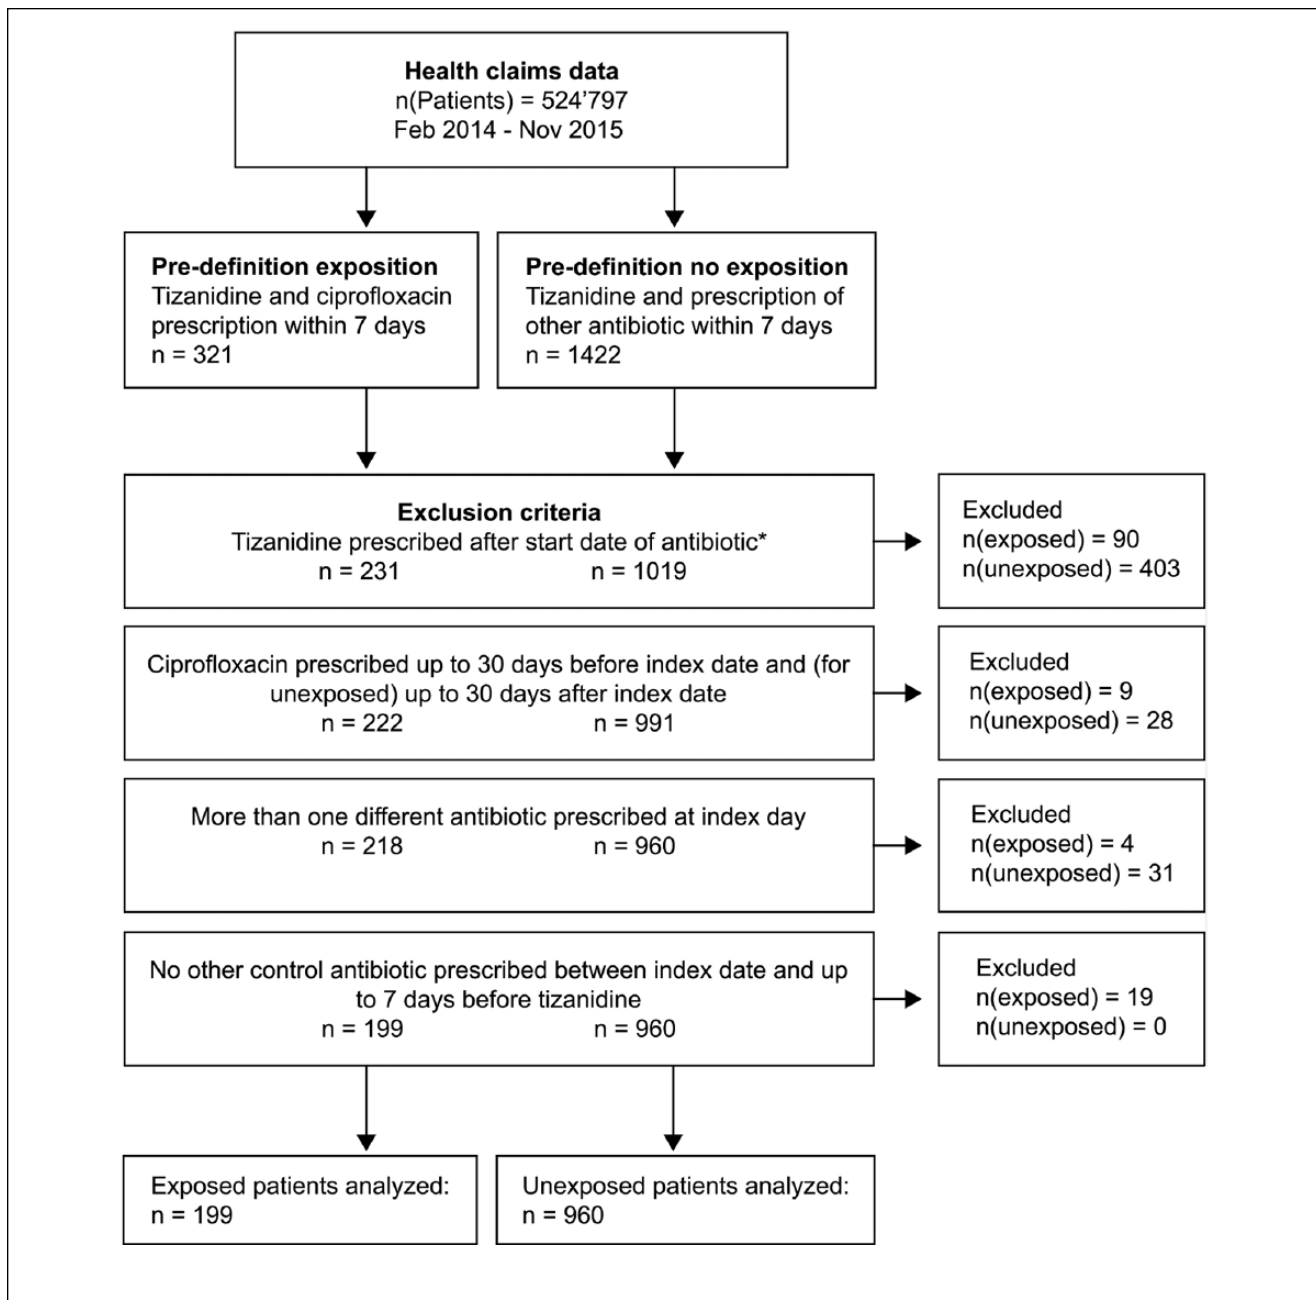 Health claims data
n(Patients) = 524'797
Feb 2014 - Nov 2015
Pre-definition exposition
Tizanidine and ciprofloxacin
prescription within 7 days
n = 321
Pre-definition no exposition
Tizanidine and prescription of
other antibiotic within 7 days
n = 1422
Exclusion criteria
Tizanidine prescribed after start date of antibiotic*
n = 231 n = 1019
Excluded
n(exposed) = 90
n(unexposed) = 403
Ciprofloxacin prescribed up to 30 days before index date and (for
unexposed) up to 30 days after index date
n = 222 n = 991
Excluded
n(exposed) = 9
n(unexposed) = 28
More than one different antibiotic prescribed at index day
n = 218 n = 960
Excluded
n(exposed) = 4
n(unexposed) = 31
No other control antibiotic prescribed between index date and up
to 7 days before tizanidine
n = 199 n = 960
Excluded
n(exposed) = 19
n(unexposed) = 0
Exposed patients analyzed:
n = 199
Unexposed patients analyzed:
n = 960